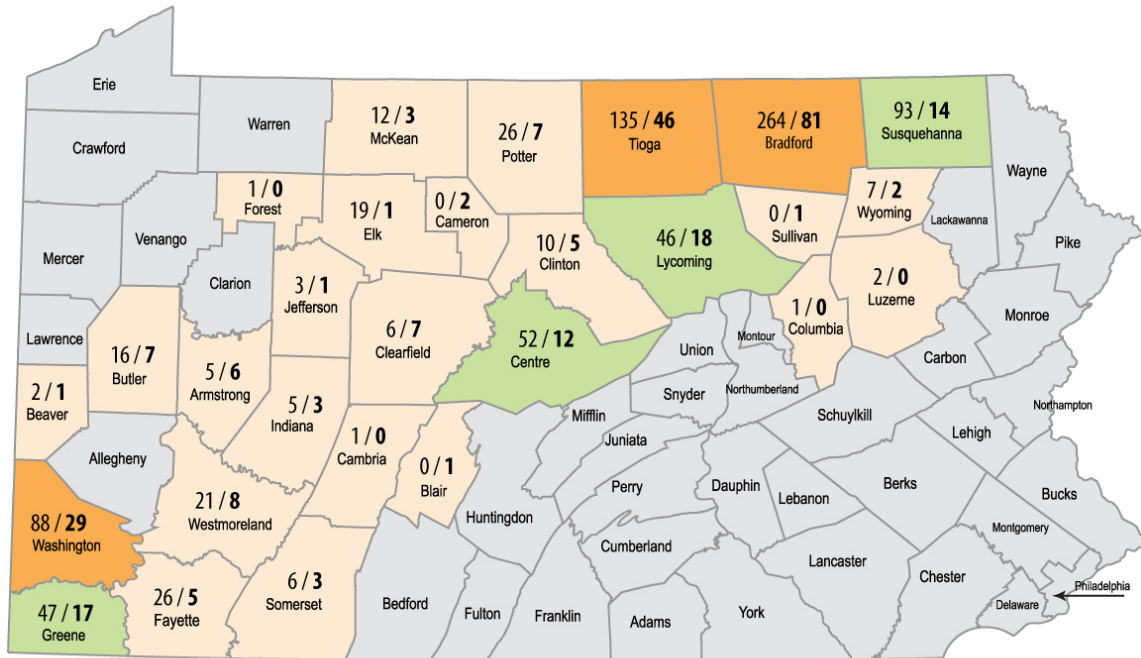 Erie
Crawford
Warren
12 / 3
McKean
26 / 7
Potter
135 / 46
Tioga
264 / 81
Bradford
93 / 14
Susquehanna
Wayne
1 / 0
Forest
19 / 1
Elk
0 / 2
Cameron
7 / 2
Wyoming
0 / 1
Sullivan
Lackawanna
Pike
Mercer
Venango
Clarion
3 / 1
Jefferson
10 / 5
Clinton
46 / 18
Lycoming
2 / 0
Luzerne
1 / 0
Columbia
Monroe
Lawrence
16 / 7
Butler
6 / 7
Clearfield
52 / 12
Centre
Union
Montour
Carbon
2 / 1
Beaver
5 / 6
Armstrong
5 / 3
Indiana
Snyder
Northumberland
Schuylkill
Northampton
Mifflin
Juniata
Lehigh
Allegheny
1 / 0
Cambria
0 / 1
Blair
Perry
Dauphin
Lebanon
Berks
Bucks
88 / 29
Washington
21 / 8
Westmoreland
Huntingdon
Cumberland
Montgomery
Lancaster
Chester
Philadelphia
Delaware
47 / 17
Greene
26 / 5
Fayette
6 / 3
Somerset
Bedford
Fulton
Franklin
Adams
York